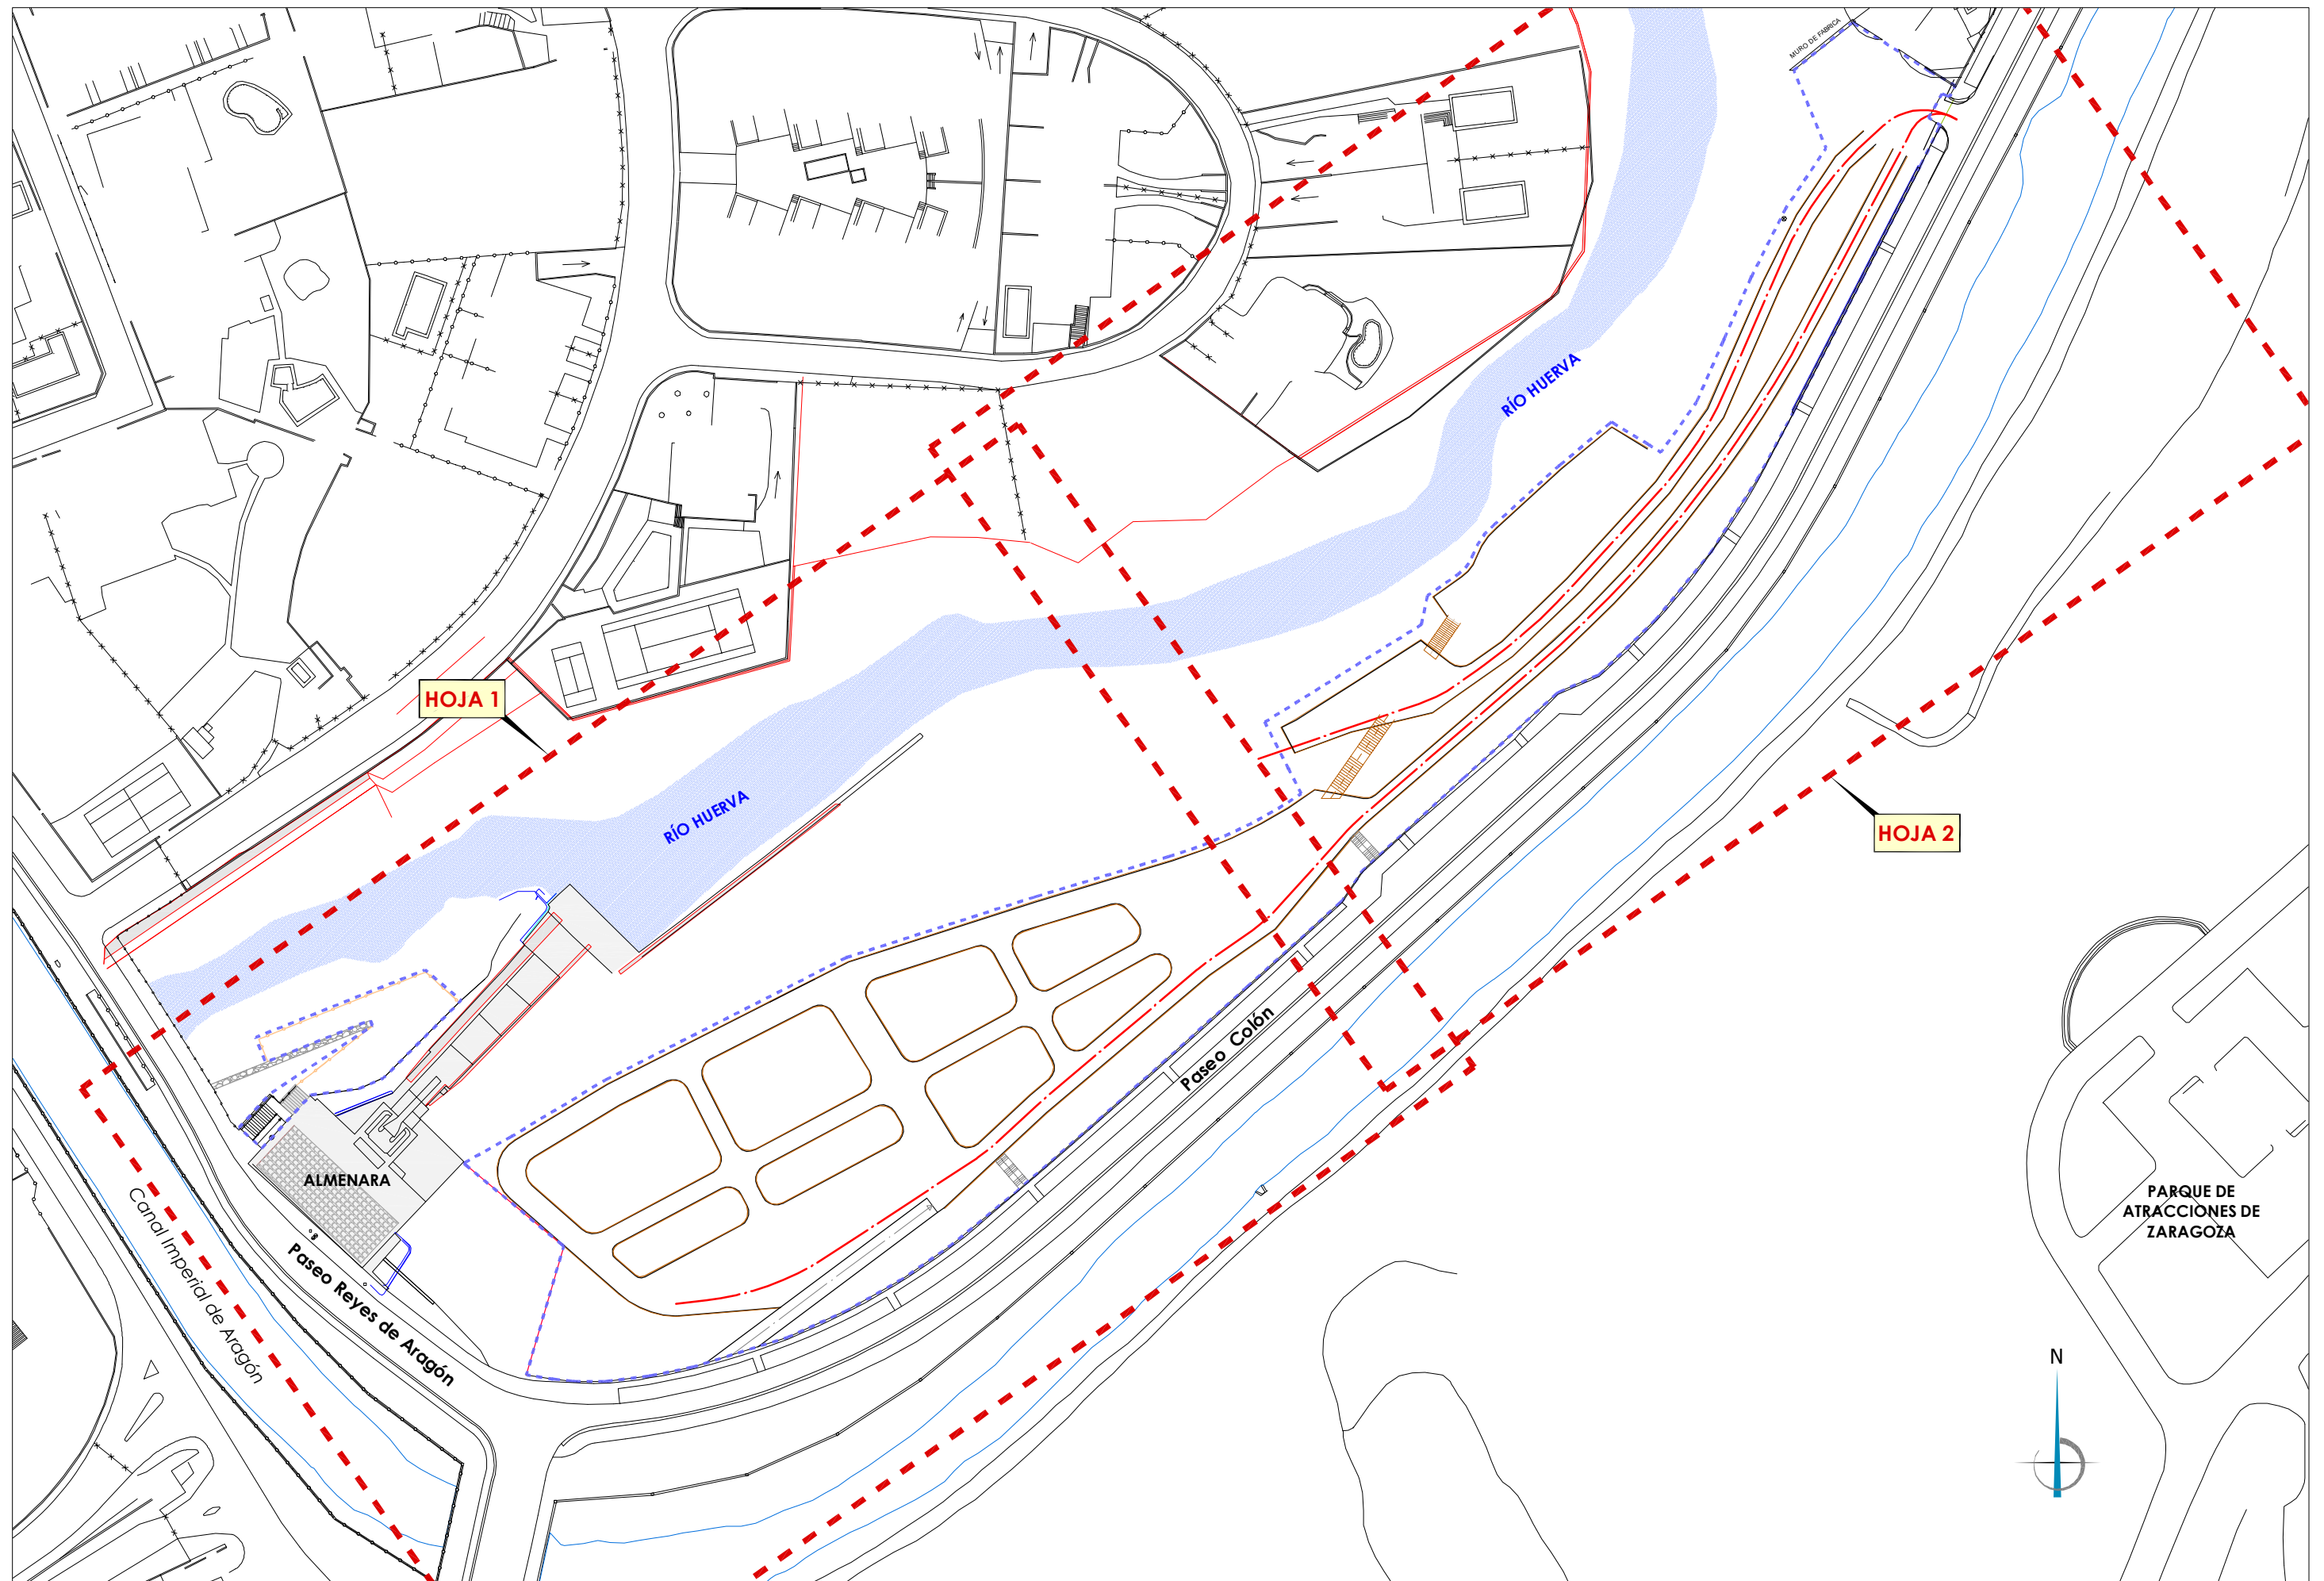 MURO DE FABRICA
RÍO HUERVA
HOJA 1
RÍO HUERVA
HOJA 2
Paseo Colón
ALMENARA
PARQUE DE
ATRACCIONES DE
ZARAGOZA
Canal Imperial de Aragón
Paseo Reyes de Aragón
N